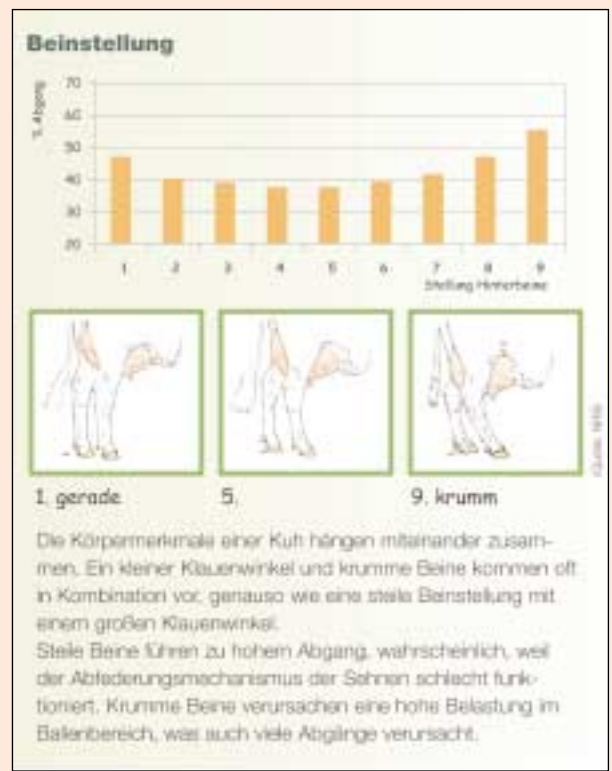 Beinstellung
% Abgang
70
60
50
40
30
20
1 2 3 4 5 6 7 8 9
Stellung Hinterbeine
1. gerade 5. 9. krumm
Die Körpermerkmale einer Kuh hängen miteinander zusam-
men. Ein kleiner Klauenwinkel und krumme Beine kommen oft
in Kombination vor, genauso wie eine steile Beinstellung mit
einem großen Klauenwinkel.
Steile Beine führen zu hohem Abgang, wahrscheinlich, weil
der Abfederungsmechanismus der Sehnen schlecht funk-
tioniert. Krumme Beine verursachen eine hohe Belastung im
Ballenbereich, was auch viele Abgänge verursacht.